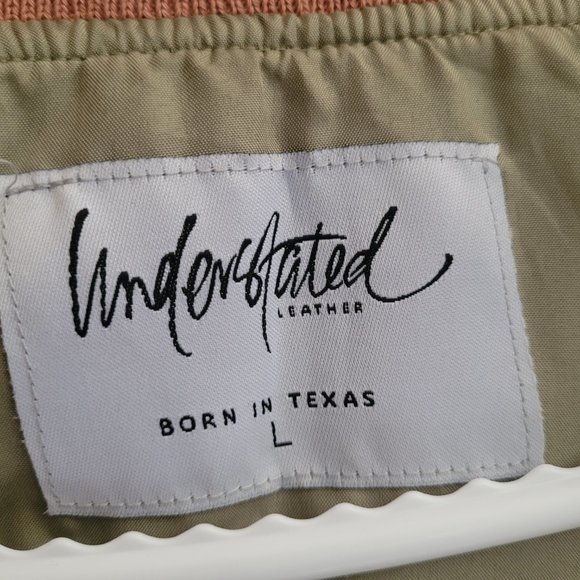 Understated
LEATHER
BORN IN TEXAS
L